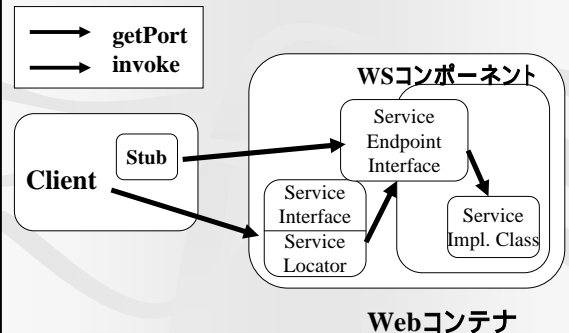 getPort
invoke
WSコンポーネント
Service
Endpoint
Interface
Stub
Client
Service
Interface
Service
Locator
Service
Impl. Class
Webコンテナ